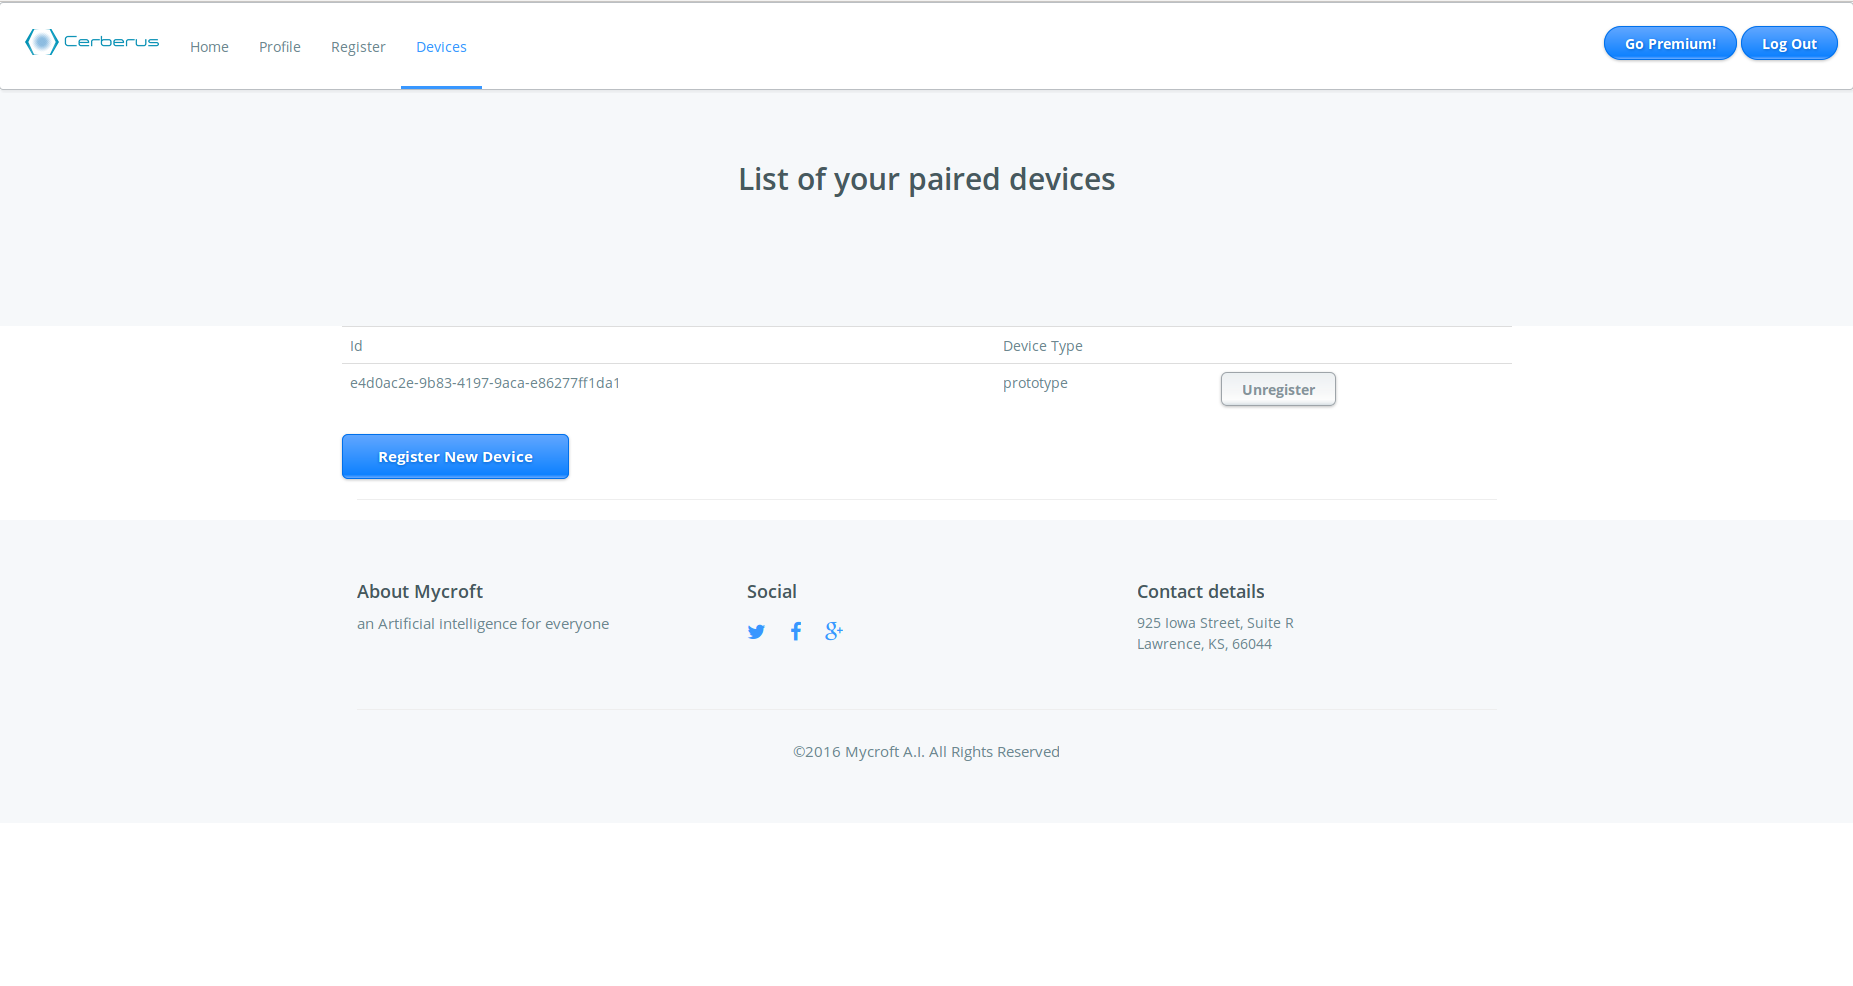 Cerberus Home Profile Register Devices Go Premium! Log Out
List of your paired devices
Id Device Type
e4d0ac2e-9b83-4197-9aca-e86277ff1da1 prototype Unregister
Register New Device
About Mycroft
an Artificial intelligence for everyone
Social
Contact details
925 Iowa Street, Suite R
Lawrence, KS, 66044
©2016 Mycroft A.I. All Rights Reserved